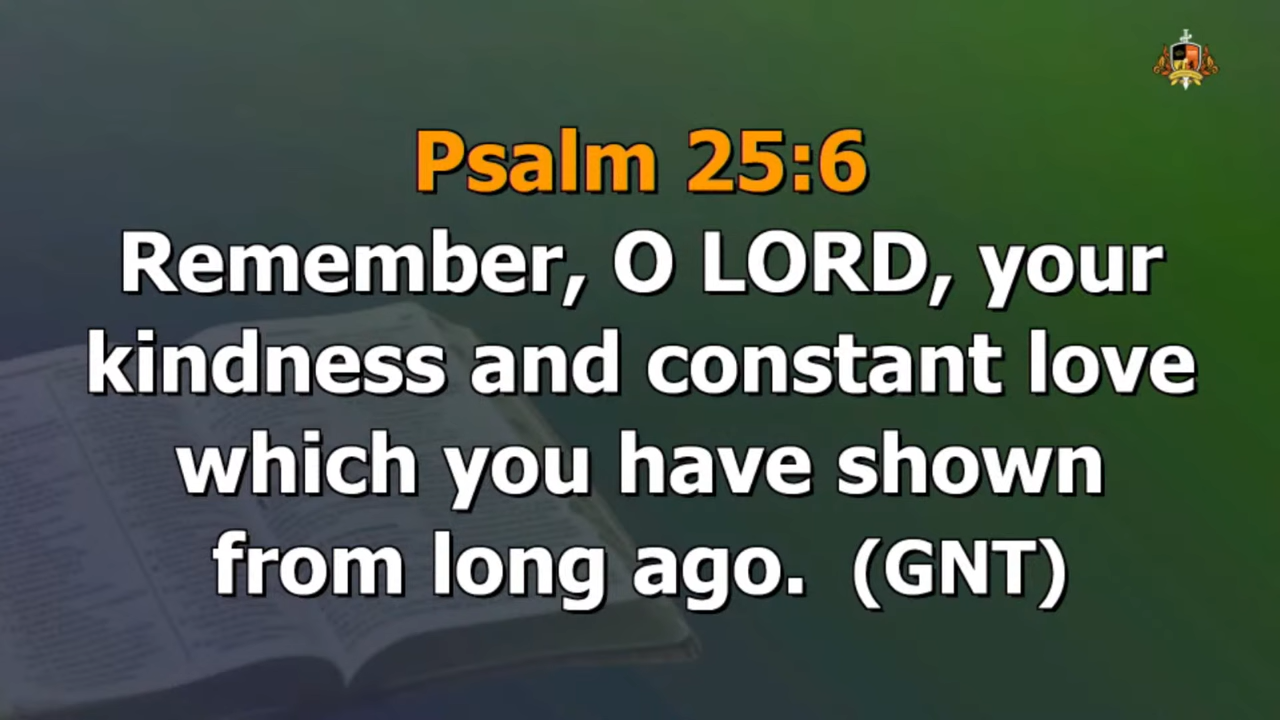 Psalm 25:6
Remember, O LORD, your
kindness and constant love
which you have shown
from long ago.  (GNT)